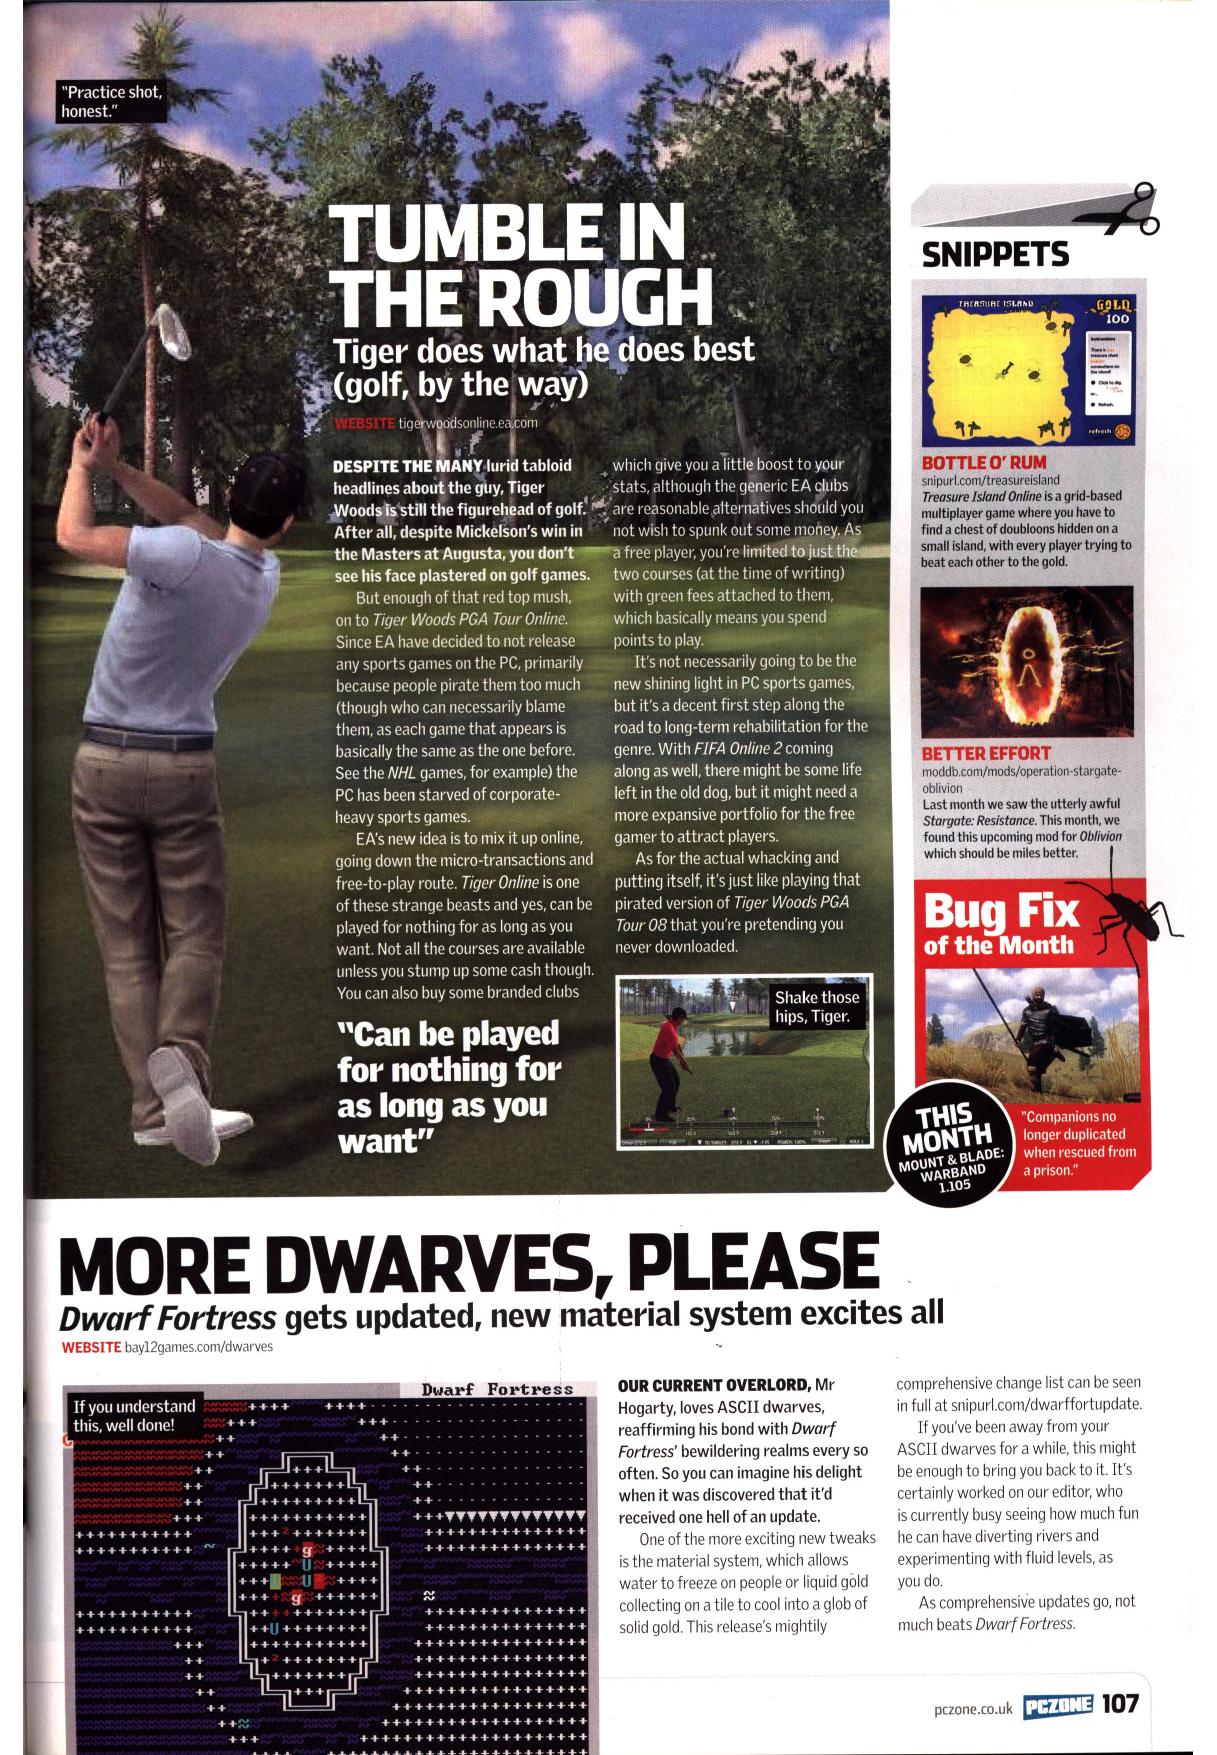 "Practice shot,
honest."
TUMBLE IN
THE ROUGH
Tiger does what he does best
(golf, by the way)
WEBSITE tigerwoodsonline.ea.com
DESPITE THE MANY lurid tabloid
headlines about the guy, Tiger
Woods is still the figurehead of golf.
After all, despite Mickelson's win in
the Masters at Augusta, you don't
see his face plastered on golf games.
But enough of that red top mush,
on to Tiger Woods PGA Tour Online.
Since EA have decided to not release
any sports games on the PC, primarily
because people pirate them too much
(though who can necessarily blame
them, as each game that appears is
basically the same as the one before.
See the NHL games, for example) the
PC has been starved of corporate-
heavy sports games.
EA's new idea is to mix it up online,
going down the micro-transactions and
free-to-play route. Tiger Online is one
of these strange beasts and yes, can be
played for nothing for as long as you
want. Not all the courses are available
unless you stump up some cash though.
You can also buy some branded clubs
"Can be played
for nothing for
as long as you
want"
which give you a little boost to your
stats, although the generic EA clubs
are reasonable alternatives should you
not wish to spunk out some money. As
a free player, you're limited to just the
two courses (at the time of writing)
with green fees attached to them,
which basically means you spend
points to play.
It's not necessarily going to be the
new shining light in PC sports games,
but it's a decent first step along the
road to long-term rehabilitation for the
genre. With FIFA Online 2 coming
along as well, there might be some life
left in the old dog, but it might need a
more expansive portfolio for the free
gamer to attract players.
As for the actual whacking and
putting itself, it's just like playing that
pirated version of Tiger Woods PGA
Tour 08 that you're pretending you
never downloaded.
Shake those
hips, Tiger.
SNIPPETS
TREASURE ISLAND
GOLD
100
Instructions
Click to dig
Refresh
refresh
BOTTLE O' RUM
snipurl.com/treasureisland
Treasure Island Online is a grid-based
multiplayer game where you have to
find a chest of doubloons hidden on a
small island, with every player trying to
beat each other to the gold.
BETTER EFFORT
moddb.com/mods/operation-stargate-
oblivion
Last month we saw the utterly awful
Stargate: Resistance. This month, we
found this upcoming mod for Oblivion
which should be miles better.
Bug Fix
of the Month
THIS
MONTH
MOUNT & BLADE:
WARBAND
1.105
"Companions no
longer duplicated
when rescued from
a prison."
MORE DWARVES, PLEASE
Dwarf Fortress gets updated, new material system excites all
WEBSITE bay12games.com/dwarves
Dwarf Fortress
If you understand
this, well done!
OUR CURRENT OVERLORD, Mr
Hogarty, loves ASCII dwarves,
reaffirming his bond with Dwarf
Fortress' bewildering realms every so
often. So you can imagine his delight
when it was discovered that it'd
received one hell of an update.
One of the more exciting new tweaks
is the material system, which allows
water to freeze on people or liquid gold
collecting on a tile to cool into a glob of
solid gold. This release's mightily
comprehensive change list can be seen
in full at snipurl.com/dwarffortupdate.
If you've been away from your
ASCII dwarves for a while, this might
be enough to bring you back to it. It's
certainly worked on our editor, who
is currently busy seeing how much fun
he can have diverting rivers and
experimenting with fluid levels, as
you do.
As comprehensive updates go, not
much beats Dwarf Fortress.
pczone.co.uk PCZONE 107